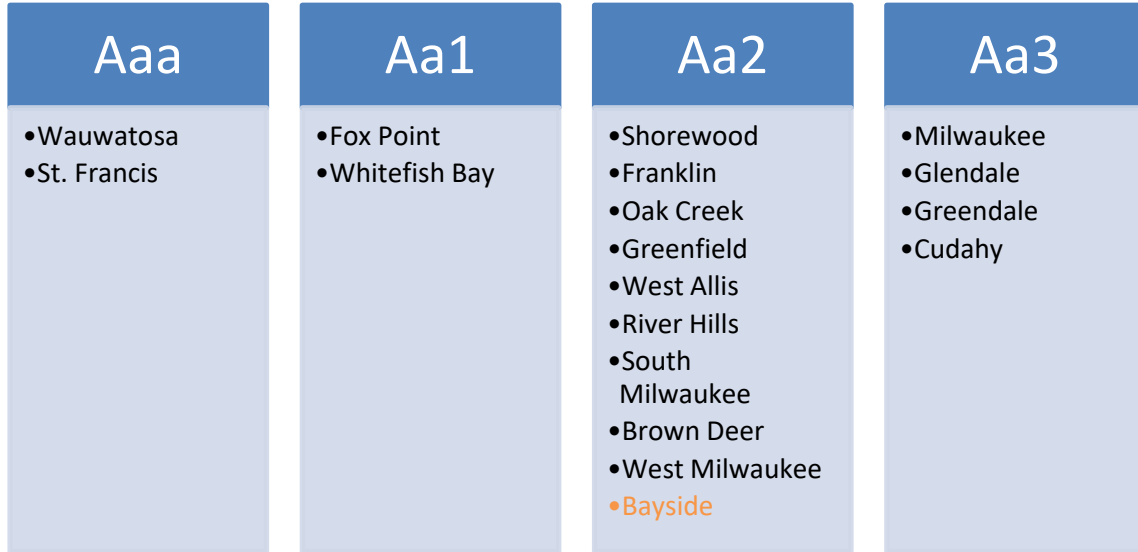 Aaa
•Wauwatosa
•St. Francis
Aa1
•Fox Point
•Whitefish Bay
Aa2
•Shorewood
•Franklin
•Oak Creek
•Greenfield
•West Allis
•River Hills
•South
Milwaukee
•Brown Deer
•West Milwaukee
•Bayside
Aa3
•Milwaukee
•Glendale
•Greendale
•Cudahy